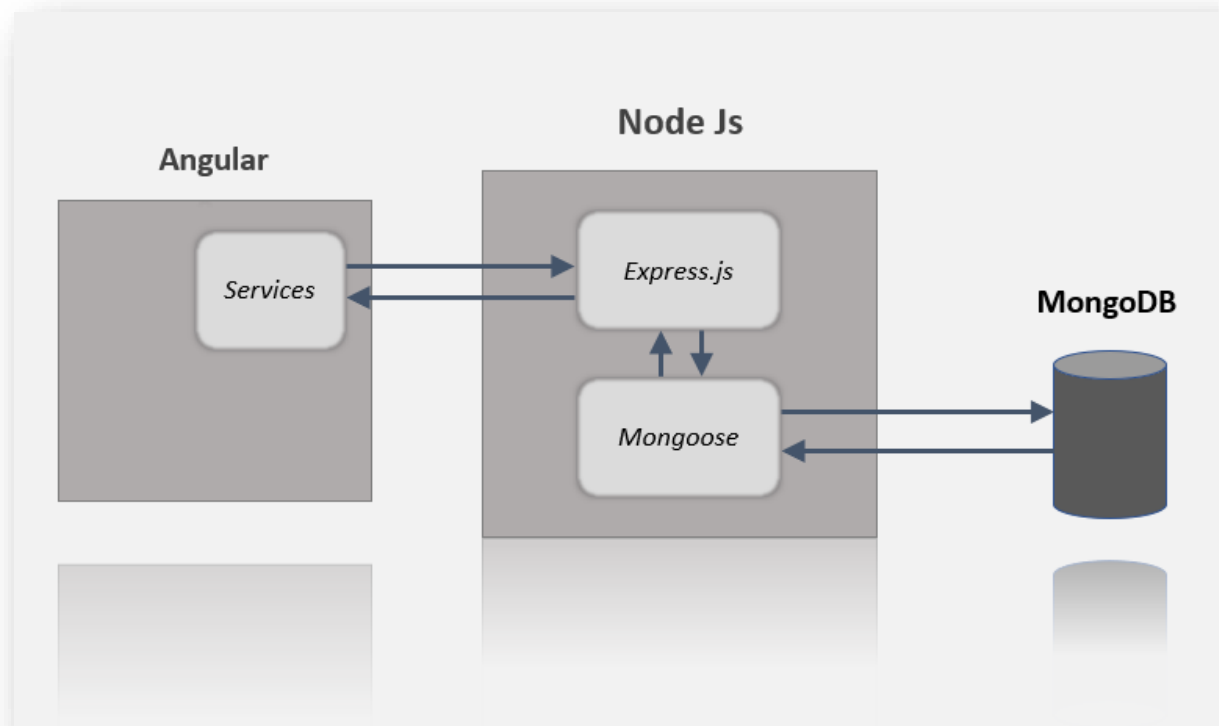 Node Js
Angular
Services
Express.js
MongoDB
Mongoose